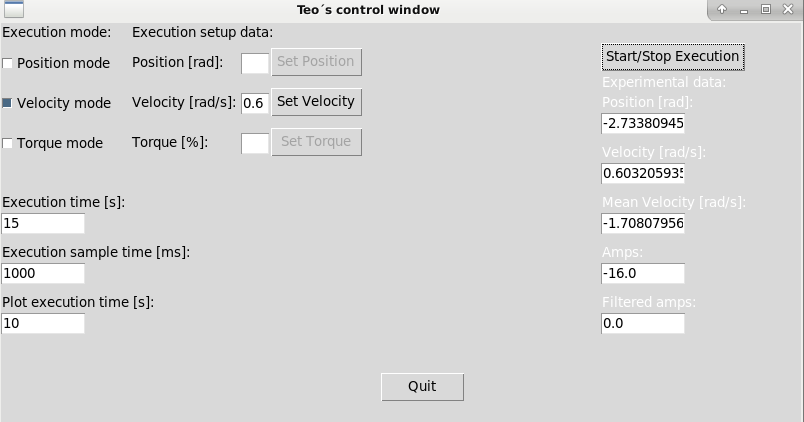 Teo´s control window
Execution mode: Execution setup data:
Position mode Position [rad]: Set Position
Velocity mode Velocity [rad/s]: 0.6 Set Velocity
Torque mode Torque [%]: Set Torque
Execution time [s]:
15
Execution sample time [ms]:
1000
Plot execution time [s]:
10
Start/Stop Execution
Experimental data:
Position [rad]:
-2.73380945
Velocity [rad/s]:
0.603205935
Mean Velocity [rad/s]:
-1.70807956
Amps:
-16.0
Filtered amps:
0.0
Quit